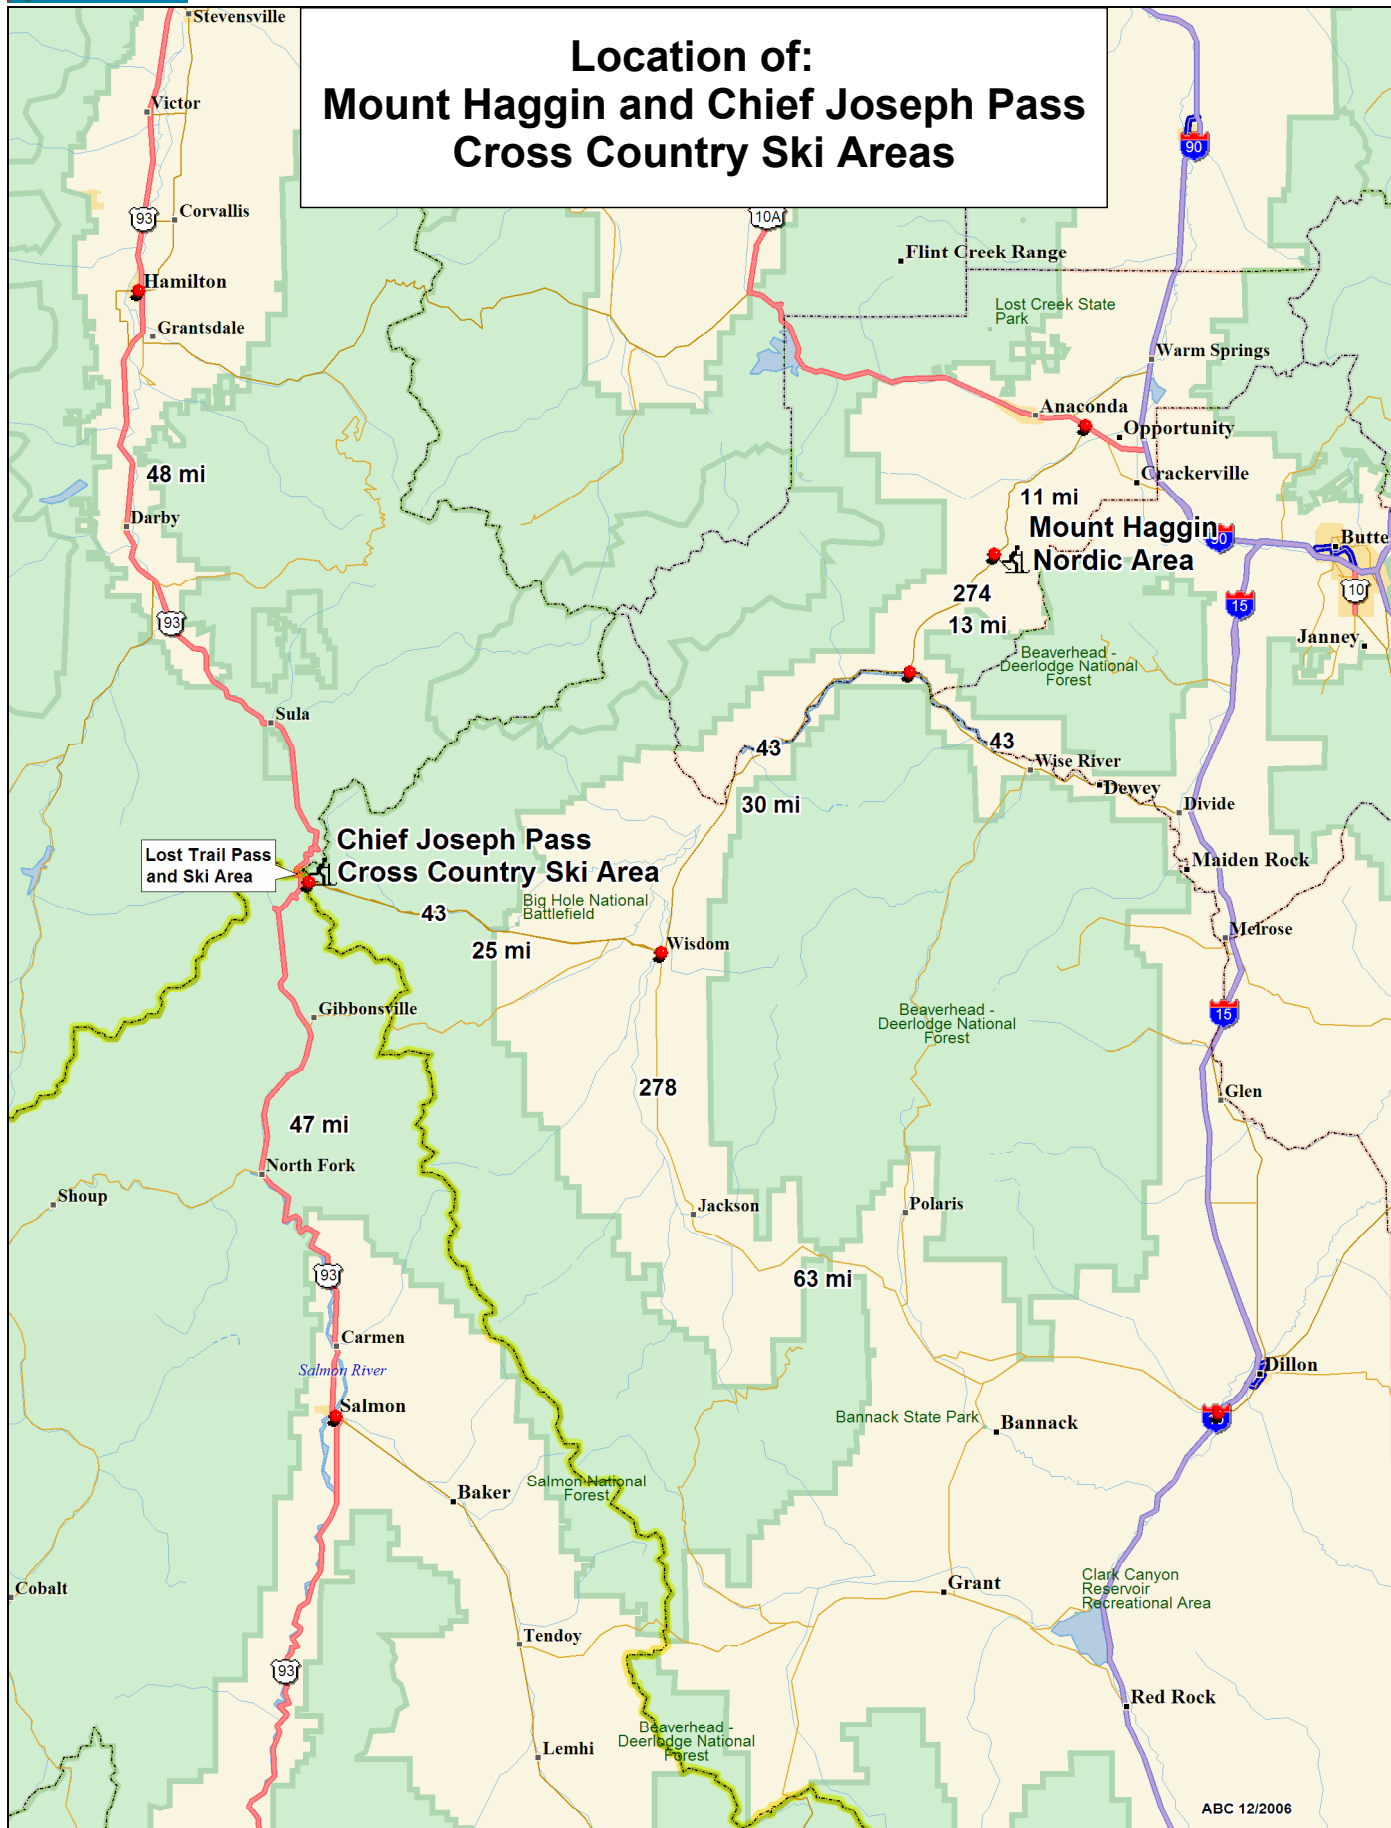 Location of:
Mount Haggin and Chief Joseph Pass
Cross Country Ski Areas
Stevensville
Victor
90
93
Corvallis
10A
Flint Creek Range
Hamilton
Lost Creek State
Park
Grantsdale
Warm Springs
Anaconda
Opportunity
48 mi
Crackerville
11 mi
Darby
Mount Haggin
Nordic Area
90
Butte
274
10
15
13 mi
93
Janney
Beaverhead -
Deerlodge National
Forest
Sula
43
43
Wise River
Dewey
30 mi
Divide
Chief Joseph Pass
Cross Country Ski Area
Lost Trail Pass
and Ski Area
Maiden Rock
Big Hole National
Battlefield
43
25 mi
Wisdom
Melrose
Gibbonsville
Beaverhead -
Deerlodge National
Forest
15
278
Glen
47 mi
North Fork
Shoup
Jackson
Polaris
93
63 mi
Carmen
Salmon River
Dillon
Salmon
Bannack State Park
Bannack
Salmon National
Forest
Baker
Cobalt
Grant
Clark Canyon
Reservoir
Recreational Area
Tendoy
93
Red Rock
Beaverhead -
Deerlodge National
Forest
Lemhi
ABC 12/2006